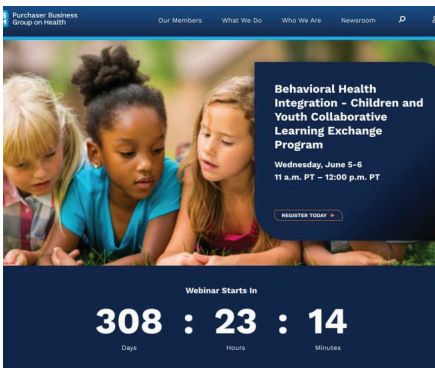 Purchaser Business
Group on Health
Our Members
What We Do
Who We Are
Newsroom
Behavioral Health
Integration - Children and
Youth Collaborative
Learning Exchange
Program
Wednesday, June 5-6
11 a.m. PT – 12:00 p.m. PT
REGISTER TODAY
Webinar Starts In
308 : 23 : 14
Days Hours Minutes